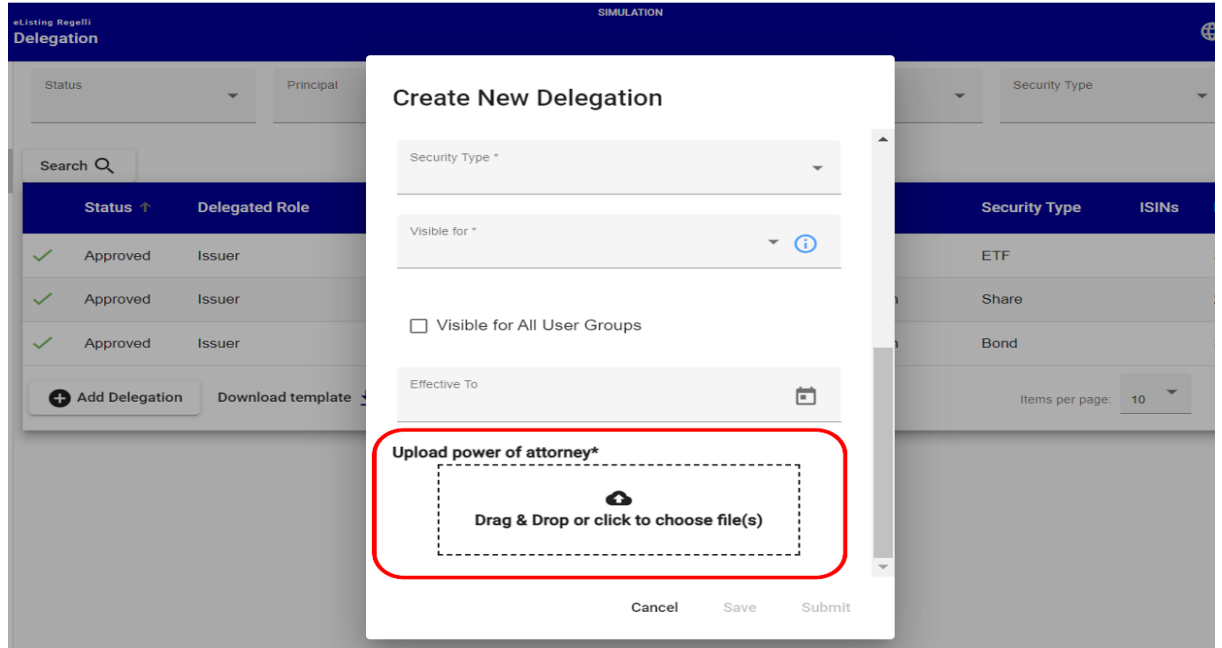 SIMULATION
eListing Regelli
Delegation
Status
Principal
Security Type
Search
Status ↑ Delegated Role Security Type ISINs
Approved Issuer ETF
Approved Issuer Share
Approved Issuer Bond
Add Delegation Download template Items per page: 10
Create New Delegation
Security Type *
Visible for *
Visible for All User Groups
Effective To
Upload power of attorney*
Drag & Drop or click to choose file(s)
Cancel Save Submit